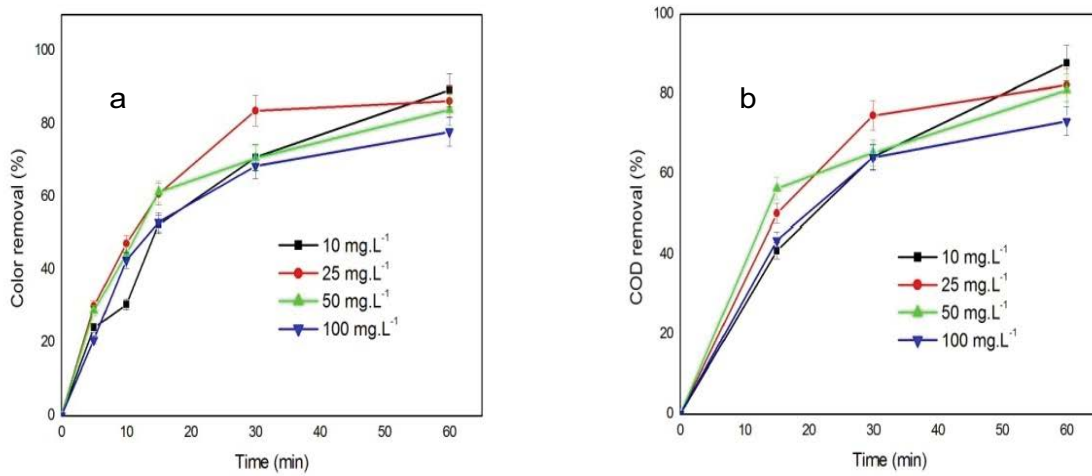 100
80
60
40
20
0
Color removal (%)
a
10 mg.L⁻¹
25 mg.L⁻¹
50 mg.L⁻¹
100 mg.L⁻¹
0 10 20 30 40 50 60
Time (min)
100
80
60
40
20
0
COD removal (%)
b
10 mg.L⁻¹
25 mg.L⁻¹
50 mg.L⁻¹
100 mg.L⁻¹
0 10 20 30 40 50 60
Time (min)